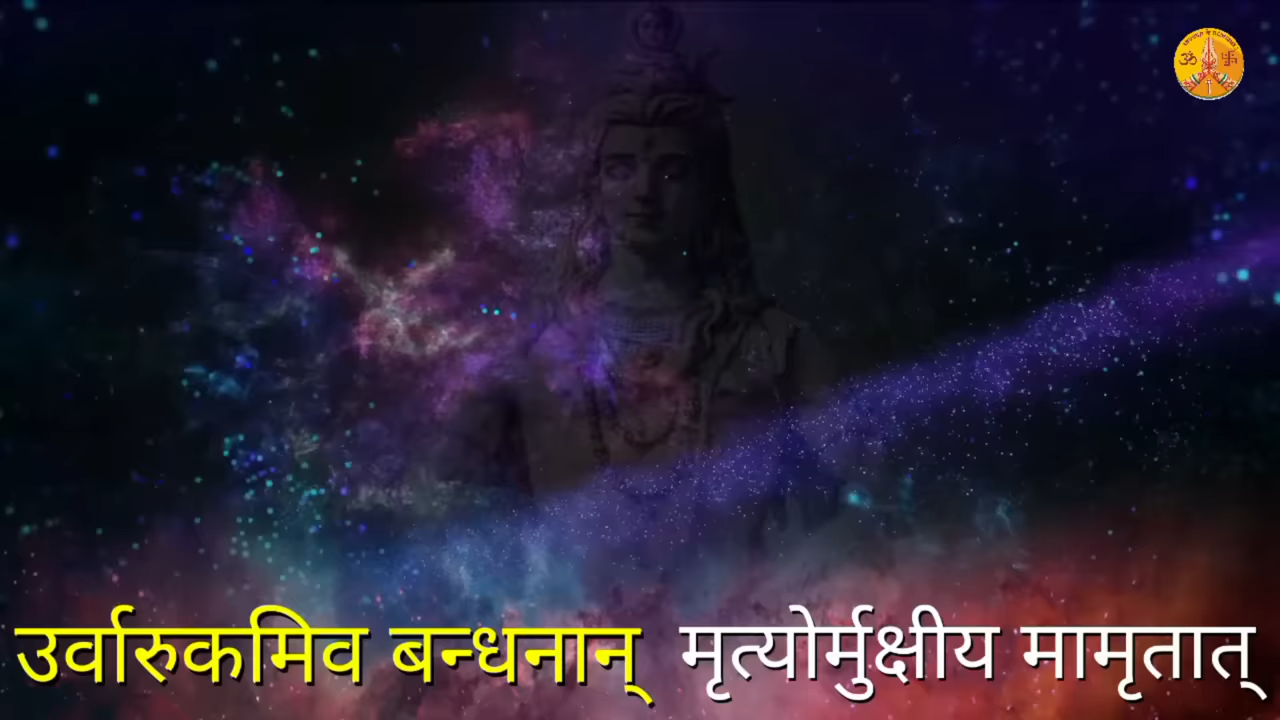 उर्वारुकमिव बन्धनान् मृत्योर्मुक्षीय मामृतात्